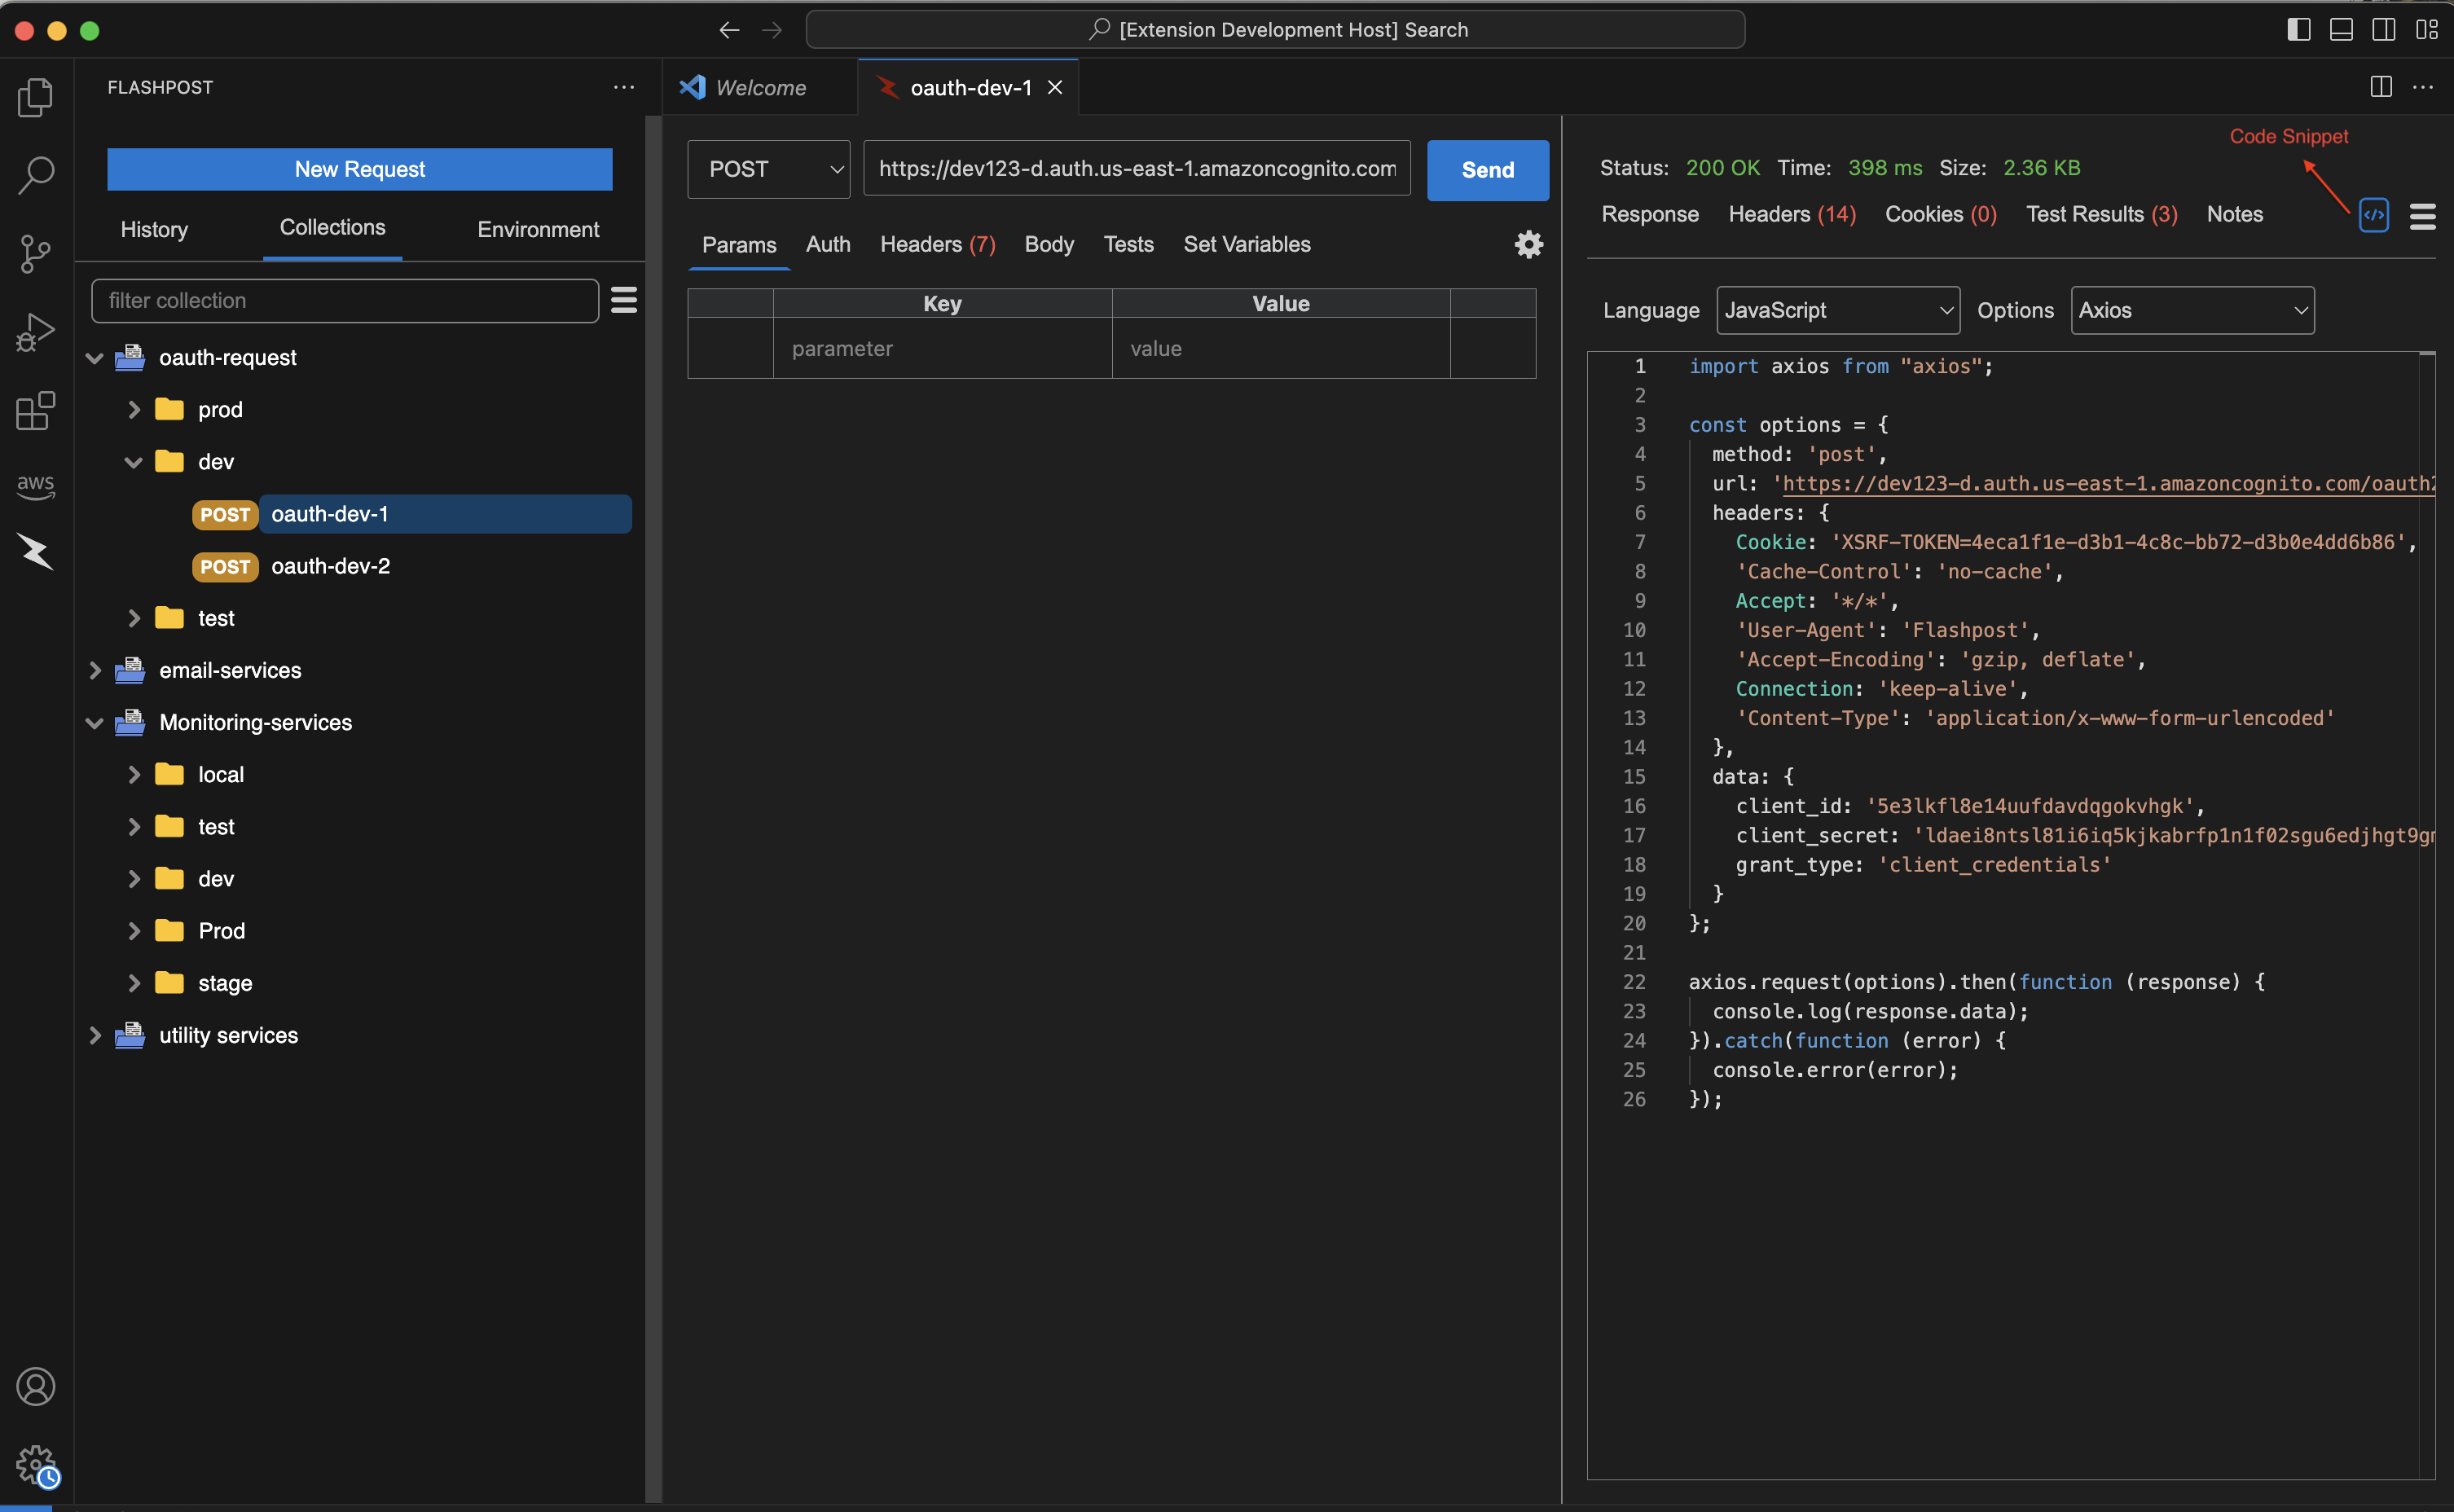 [Extension Development Host] Search
FLASHPOST
New Request
History Collections Environment
filter collection
oauth-request
prod
dev
POST oauth-dev-1
POST oauth-dev-2
test
email-services
Monitoring-services
local
test
dev
Prod
stage
utility services
aws
Welcome oauth-dev-1
POST https://dev123-d.auth.us-east-1.amazoncognito.com Send
Params Auth Headers (7) Body Tests Set Variables
Key Value
parameter value
Code Snippet
Status: 200 OK Time: 398 ms Size: 2.36 KB
Response Headers (14) Cookies (0) Test Results (3) Notes
Language JavaScript Options Axios
1 import axios from "axios";
2
3 const options = {
4 method: 'post',
5 url: 'https://dev123-d.auth.us-east-1.amazoncognito.com/oauth2
6 headers: {
7 Cookie: 'XSRF-TOKEN=4eca1f1e-d3b1-4c8c-bb72-d3b0e4dd6b86',
8 'Cache-Control': 'no-cache',
9 Accept: '*/*',
10 'User-Agent': 'Flashpost',
11 'Accept-Encoding': 'gzip, deflate',
12 Connection: 'keep-alive',
13 'Content-Type': 'application/x-www-form-urlencoded'
14 },
15 data: {
16 client_id: '5e3lkfl8e14uufdavdqgokvhgk',
17 client_secret: 'ldaei8ntsl81i6iq5kjkabrfp1n1f02sgu6edjhgt9g
18 grant_type: 'client_credentials'
19 }
20 };
21
22 axios.request(options).then(function (response) {
23 console.log(response.data);
24 }).catch(function (error) {
25 console.error(error);
26 });